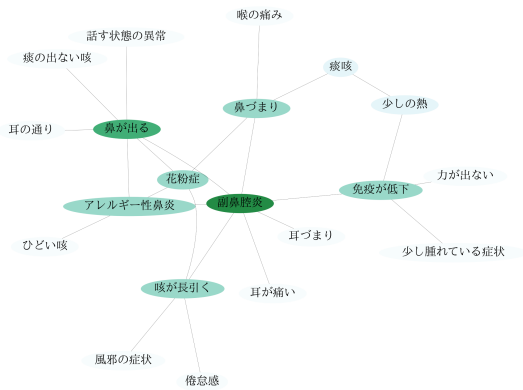 喉の痛み
話す状態の異常
痰の出ない咳
痰咳
鼻づまり
少しの熱
耳の通り
鼻が出る
力が出ない
花粉症
免疫が低下
アレルギー性鼻炎
副鼻腔炎
耳づまり
ひどい咳
少し腫れている症状
咳が長引く
耳が痛い
風邪の症状
倦怠感